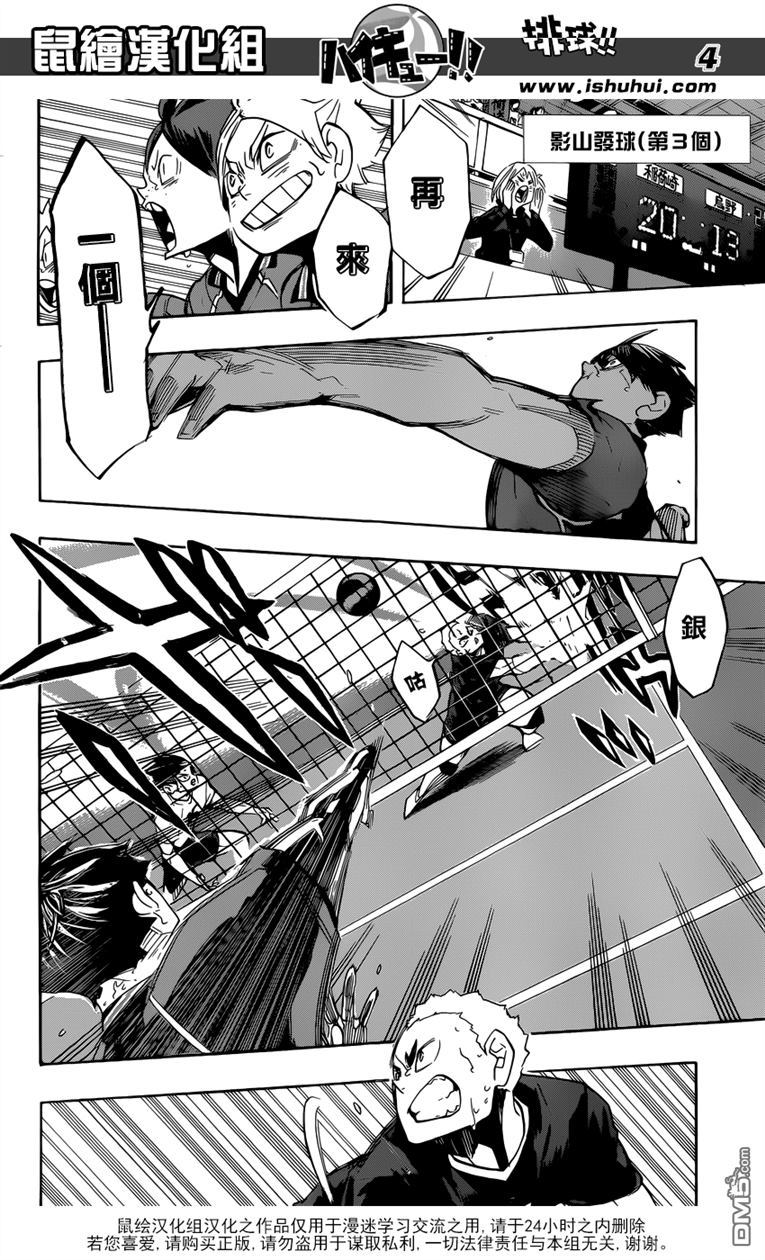 鼠繪漢化組
ハイキュー!!
排球!!
4
www.ishuhui.com
影山發球(第3個)
稲荷崎 烏野
20 13
再
來
一個——
銀
咕
鼠绘汉化组汉化之作品仅用于漫迷学习交流之用, 请于24小时之内删除
若您喜爱, 请购买正版, 请勿盗用于谋取私利, 一切法律责任与本组无关, 谢谢。
DM5.com